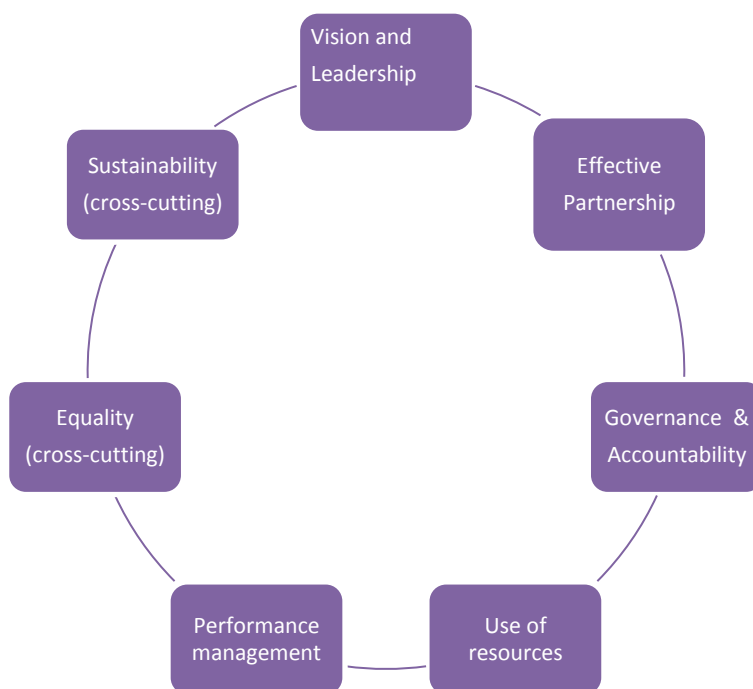 Vision and
Leadership
Effective
Partnership
Governance &
Accountability
Use of
resources
Performance
management
Equality
(cross-cutting)
Sustainability
(cross-cutting)